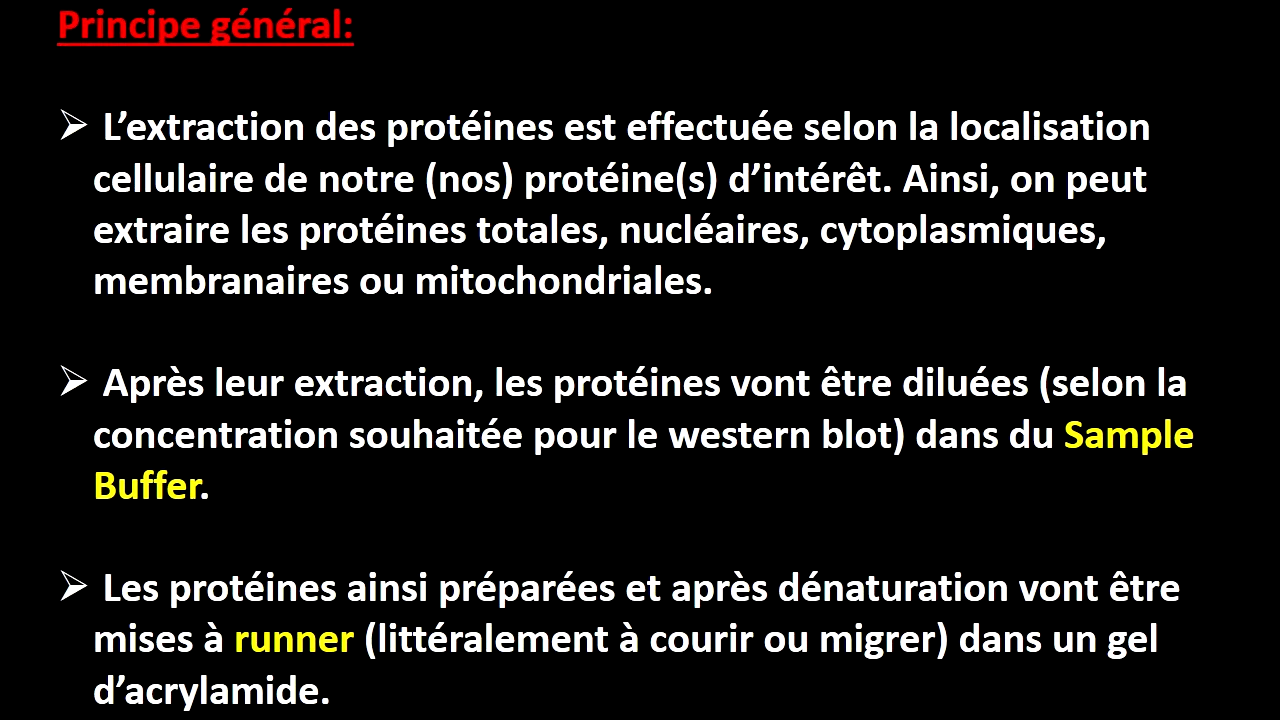 Principe général:
➢ L’extraction des protéines est effectuée selon la localisation
cellulaire de notre (nos) protéine(s) d’intérêt. Ainsi, on peut
extraire les protéines totales, nucléaires, cytoplasmiques,
membranaires ou mitochondriales.
➢ Après leur extraction, les protéines vont être diluées (selon la
concentration souhaitée pour le western blot) dans du Sample
Buffer.
➢ Les protéines ainsi préparées et après dénaturation vont être
mises à runner (littéralement à courir ou migrer) dans un gel
d’acrylamide.